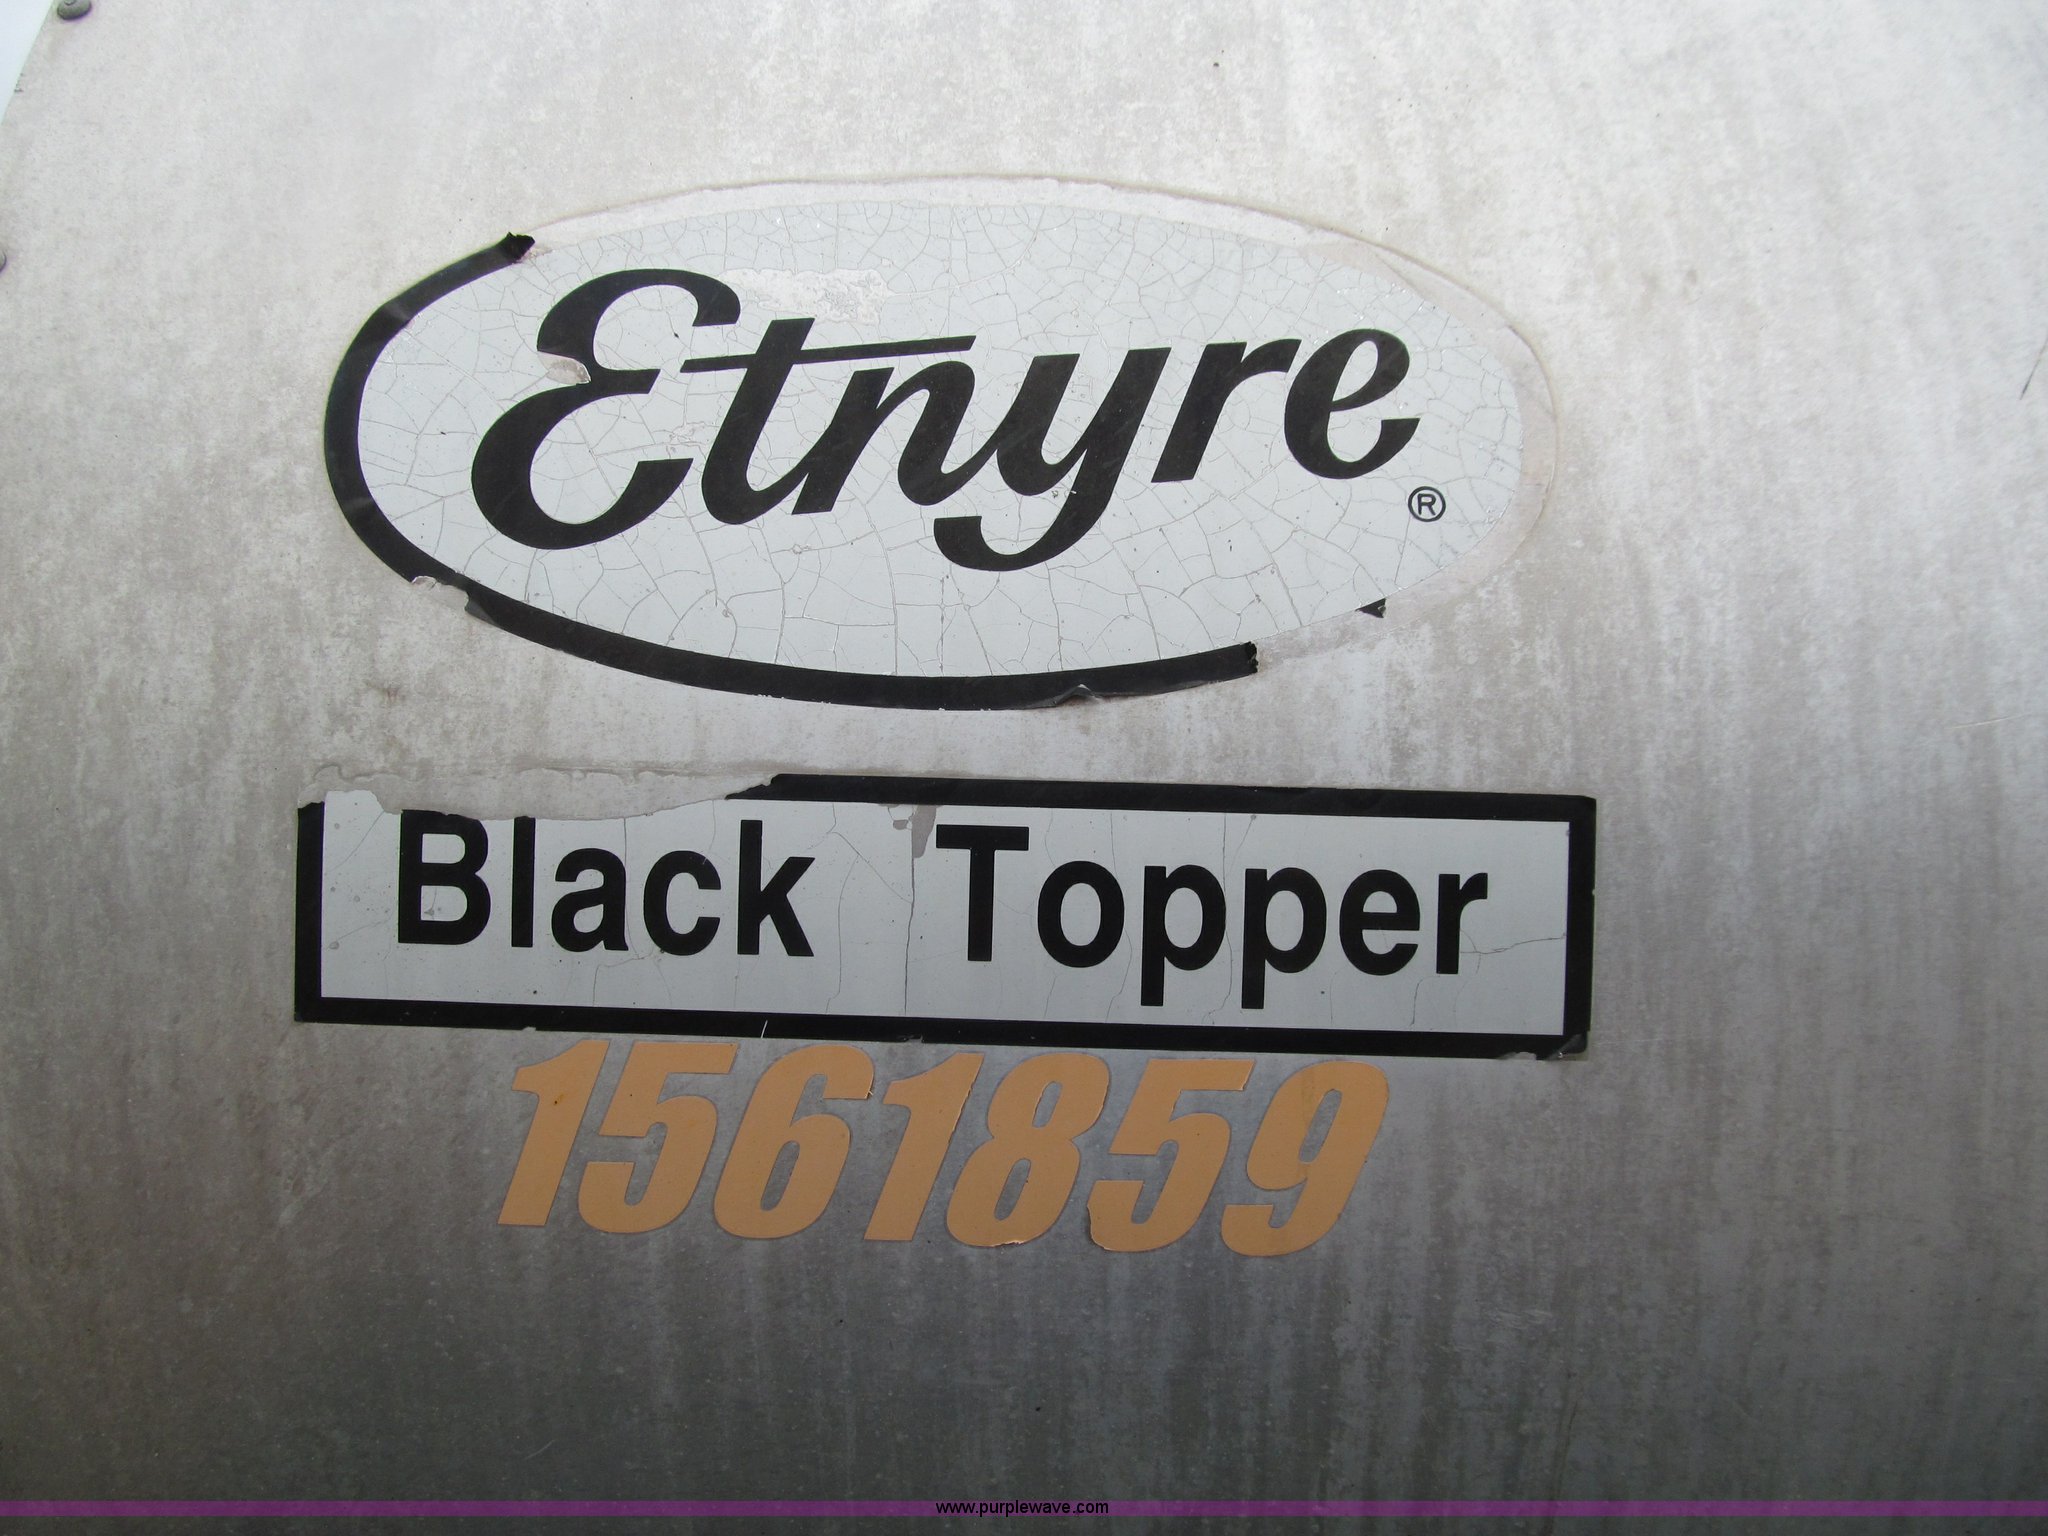 Etnyre ®
Black Topper
1561859
www.purplewave.com